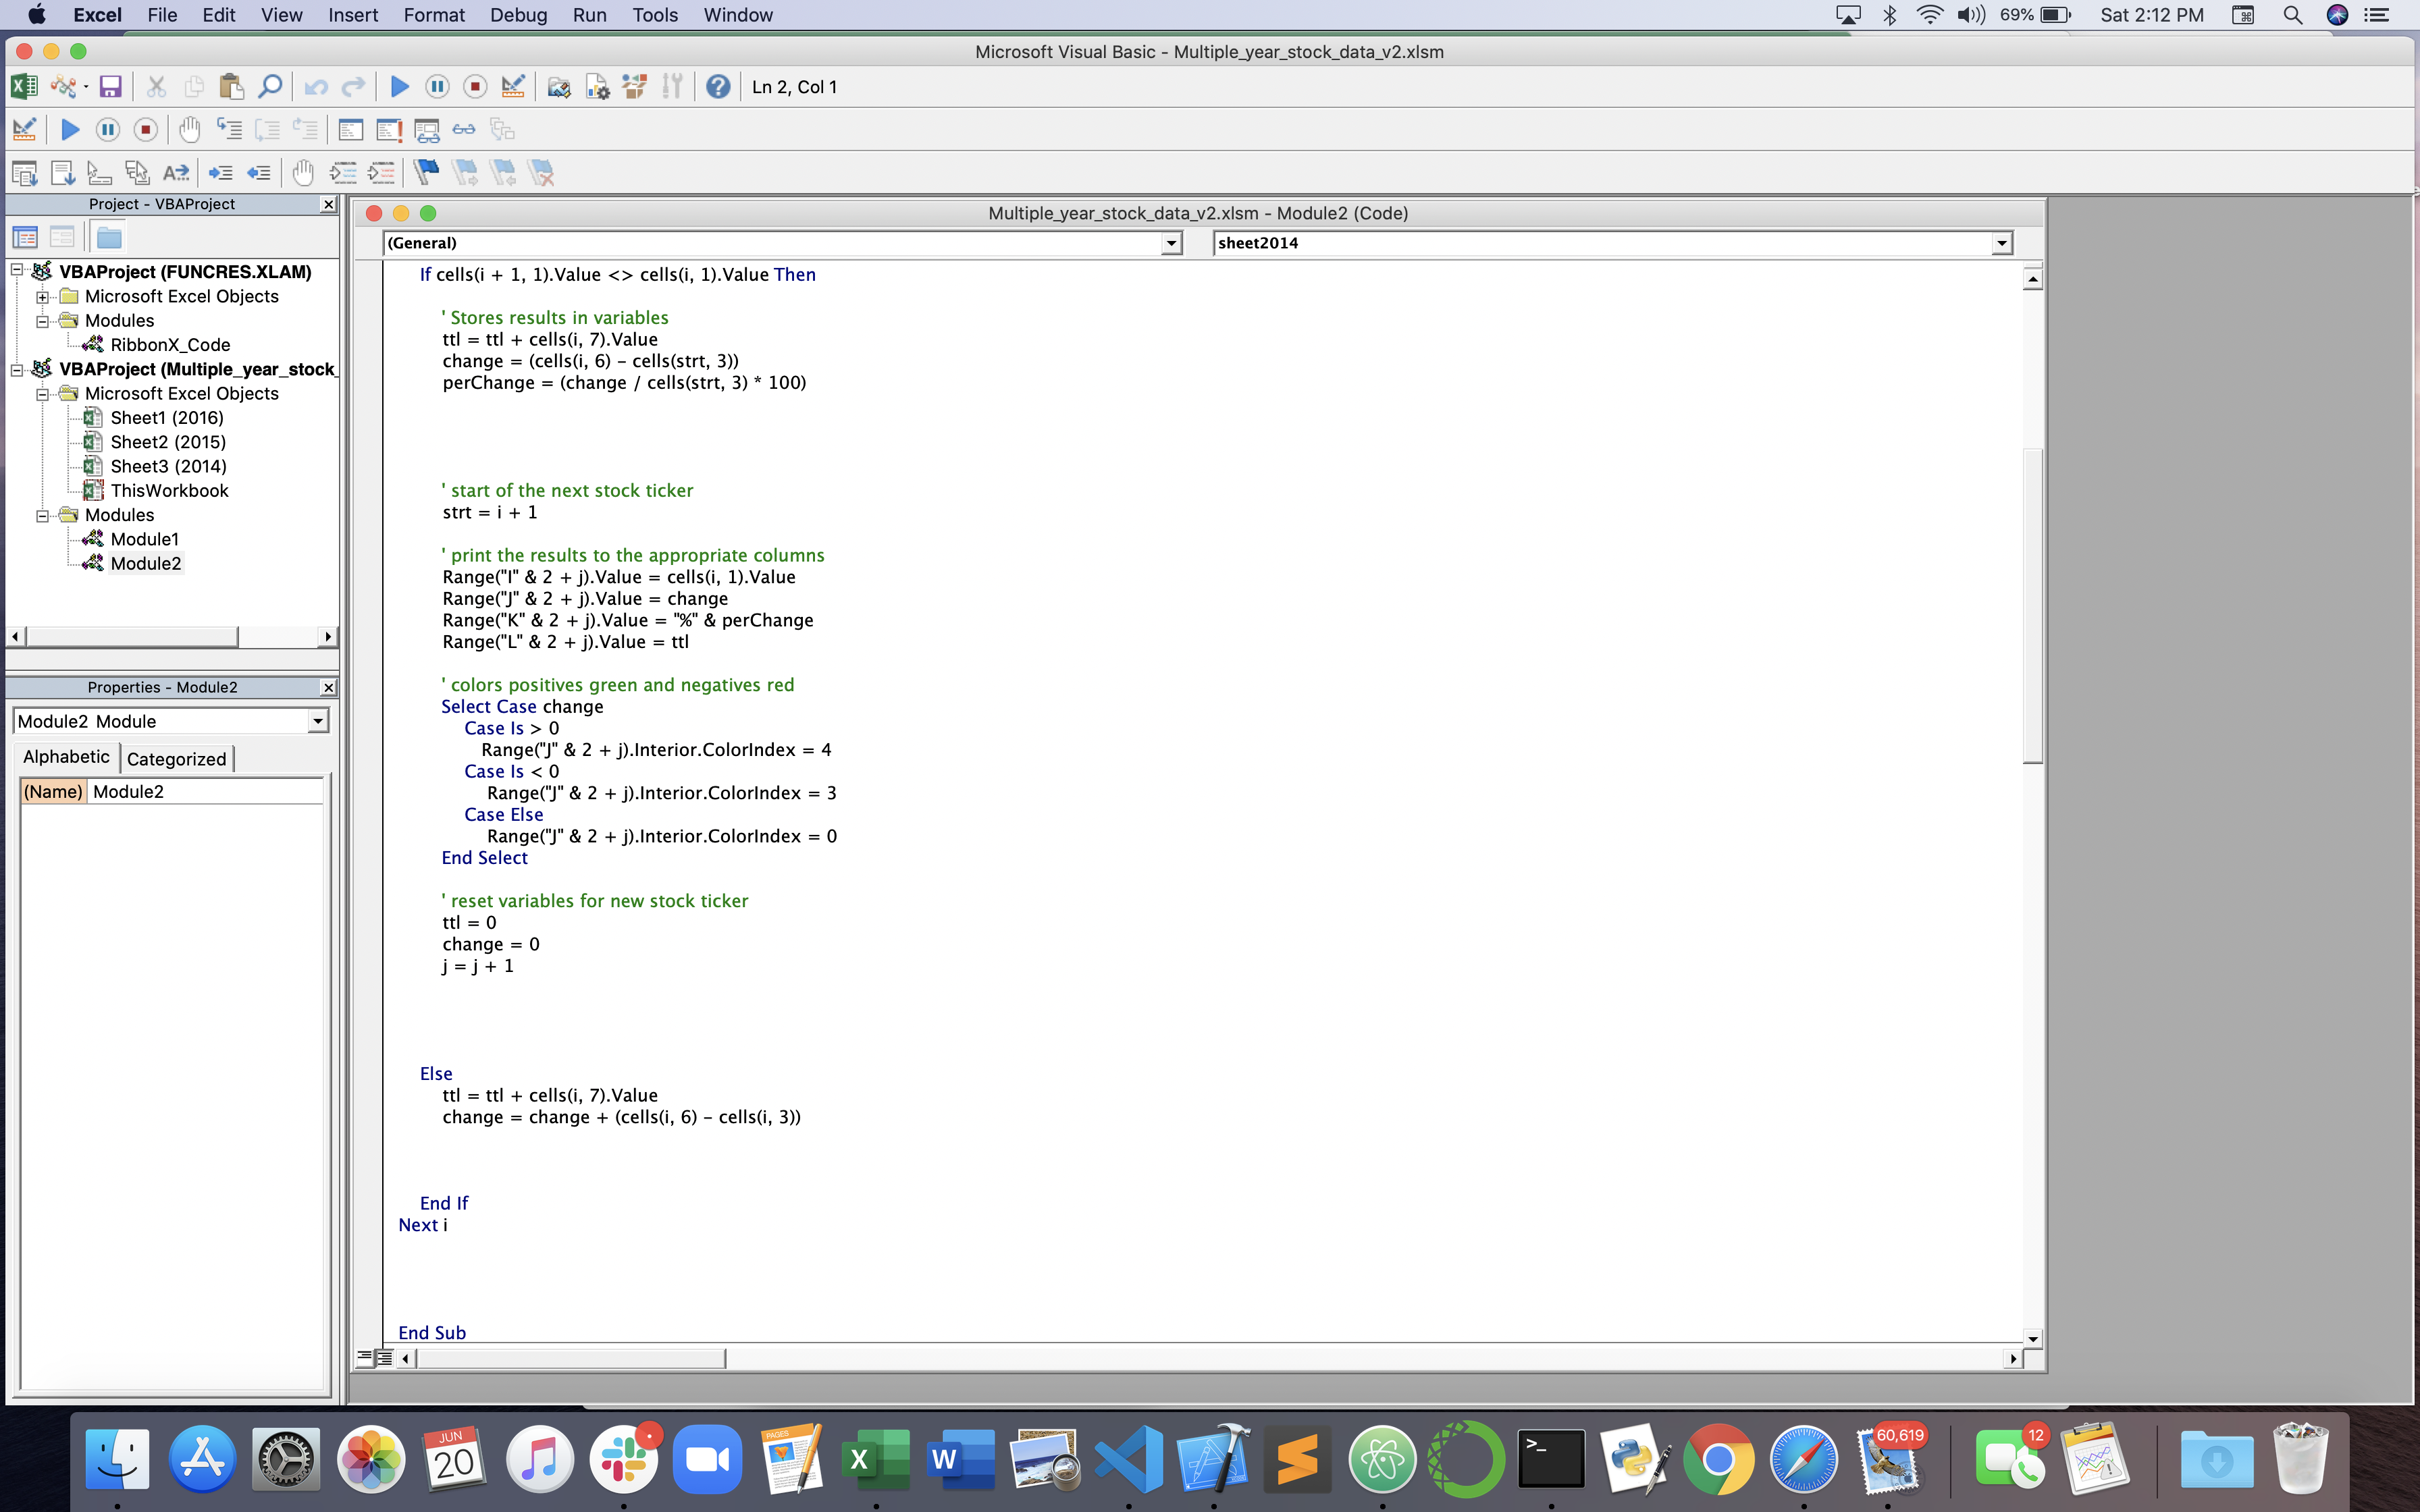 Excel File Edit View Insert Format Debug Run Tools Window 69% Sat 2:12 PM
Microsoft Visual Basic - Multiple_year_stock_data_v2.xlsm
Ln 2, Col 1
Project - VBAProject
VBAProject (FUNCRES.XLAM)
Microsoft Excel Objects
Modules
RibbonX_Code
VBAProject (Multiple_year_stock_
Microsoft Excel Objects
Sheet1 (2016)
Sheet2 (2015)
Sheet3 (2014)
ThisWorkbook
Modules
Module1
Module2
Properties - Module2
Module2 Module
Alphabetic Categorized
(Name) Module2
Multiple_year_stock_data_v2.xlsm - Module2 (Code)
(General) sheet2014
If cells(i + 1, 1).Value <> cells(i, 1).Value Then
' Stores results in variables
ttl = ttl + cells(i, 7).Value
change = (cells(i, 6) - cells(strt, 3))
perChange = (change / cells(strt, 3) * 100)
' start of the next stock ticker
strt = i + 1
' print the results to the appropriate columns
Range("I" & 2 + j).Value = cells(i, 1).Value
Range("J" & 2 + j).Value = change
Range("K" & 2 + j).Value = "%" & perChange
Range("L" & 2 + j).Value = ttl
' colors positives green and negatives red
Select Case change
Case Is > 0
Range("J" & 2 + j).Interior.ColorIndex = 4
Case Is < 0
Range("J" & 2 + j).Interior.ColorIndex = 3
Case Else
Range("J" & 2 + j).Interior.ColorIndex = 0
End Select
' reset variables for new stock ticker
ttl = 0
change = 0
j = j + 1
Else
ttl = ttl + cells(i, 7).Value
change = change + (cells(i, 6) - cells(i, 3))
End If
Next i
End Sub
JUN
20
PAGES
X
W
>_
60,619
12